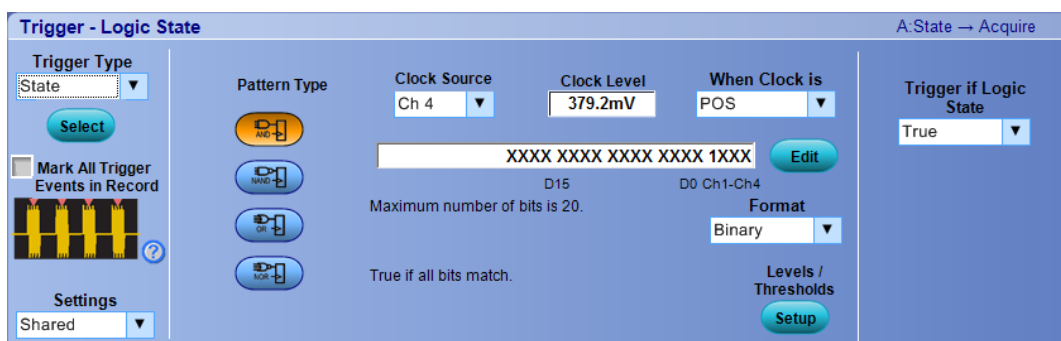 Trigger - Logic State
A:State → Acquire
Trigger Type
State
Select
Mark All Trigger
Events in Record
Settings
Shared
Pattern Type
AND
NAND
OR
NOR
Clock Source
Ch 4
Clock Level
379.2mV
When Clock is
POS
XXXX XXXX XXXX XXXX 1XXX
Edit
D15 D0 Ch1-Ch4
Maximum number of bits is 20.
Format
Binary
True if all bits match.
Levels /
Thresholds
Setup
Trigger if Logic
State
True